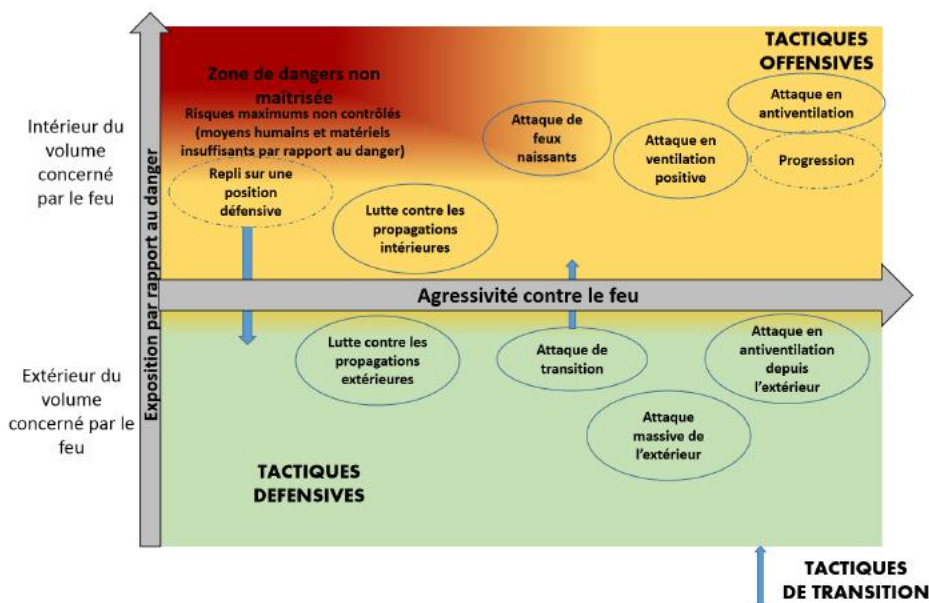 TACTIQUES
OFFENSIVES
Zone de dangers non
maîtrisée
Risques maximums non contrôlés
(moyens humains et matériels
insuffisants par rapport au danger)
Repli sur une
position
défensive
Lutte contre les
propagations
intérieures
Attaque de
feux
naissants
Attaque en
ventilation
positive
Attaque en
antiventilation
Progression
Intérieur du
volume
concerné
par le feu
Exposition par rapport au danger
Agressivité contre le feu
Extérieur du
volume
concerné par le
feu
Lutte contre les
propagations
extérieures
Attaque de
transition
Attaque en
antiventilation
depuis
l’extérieur
Attaque
massive de
l’extérieur
TACTIQUES
DEFENSIVES
TACTIQUES
DE TRANSITION